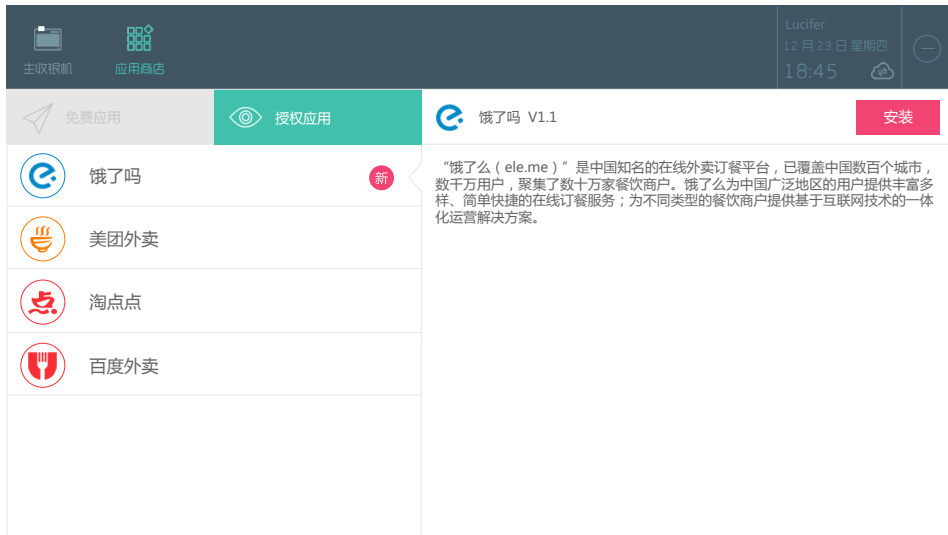 主收银机
应用商店
Lucifer
12月23日 星期四
18:45
免费应用
授权应用
饿了吗 V1.1
安装
饿了吗
新
美团外卖
淘点点
百度外卖
“饿了么（ele.me）”是中国知名的在线外卖订餐平台，已覆盖中国数百个城市，
数千万用户，聚集了数十万家餐饮商户。饿了么为中国广泛地区的用户提供丰富多
样、简单快捷的在线订餐服务；为不同类型的餐饮商户提供基于互联网技术的一体
化运营解决方案。